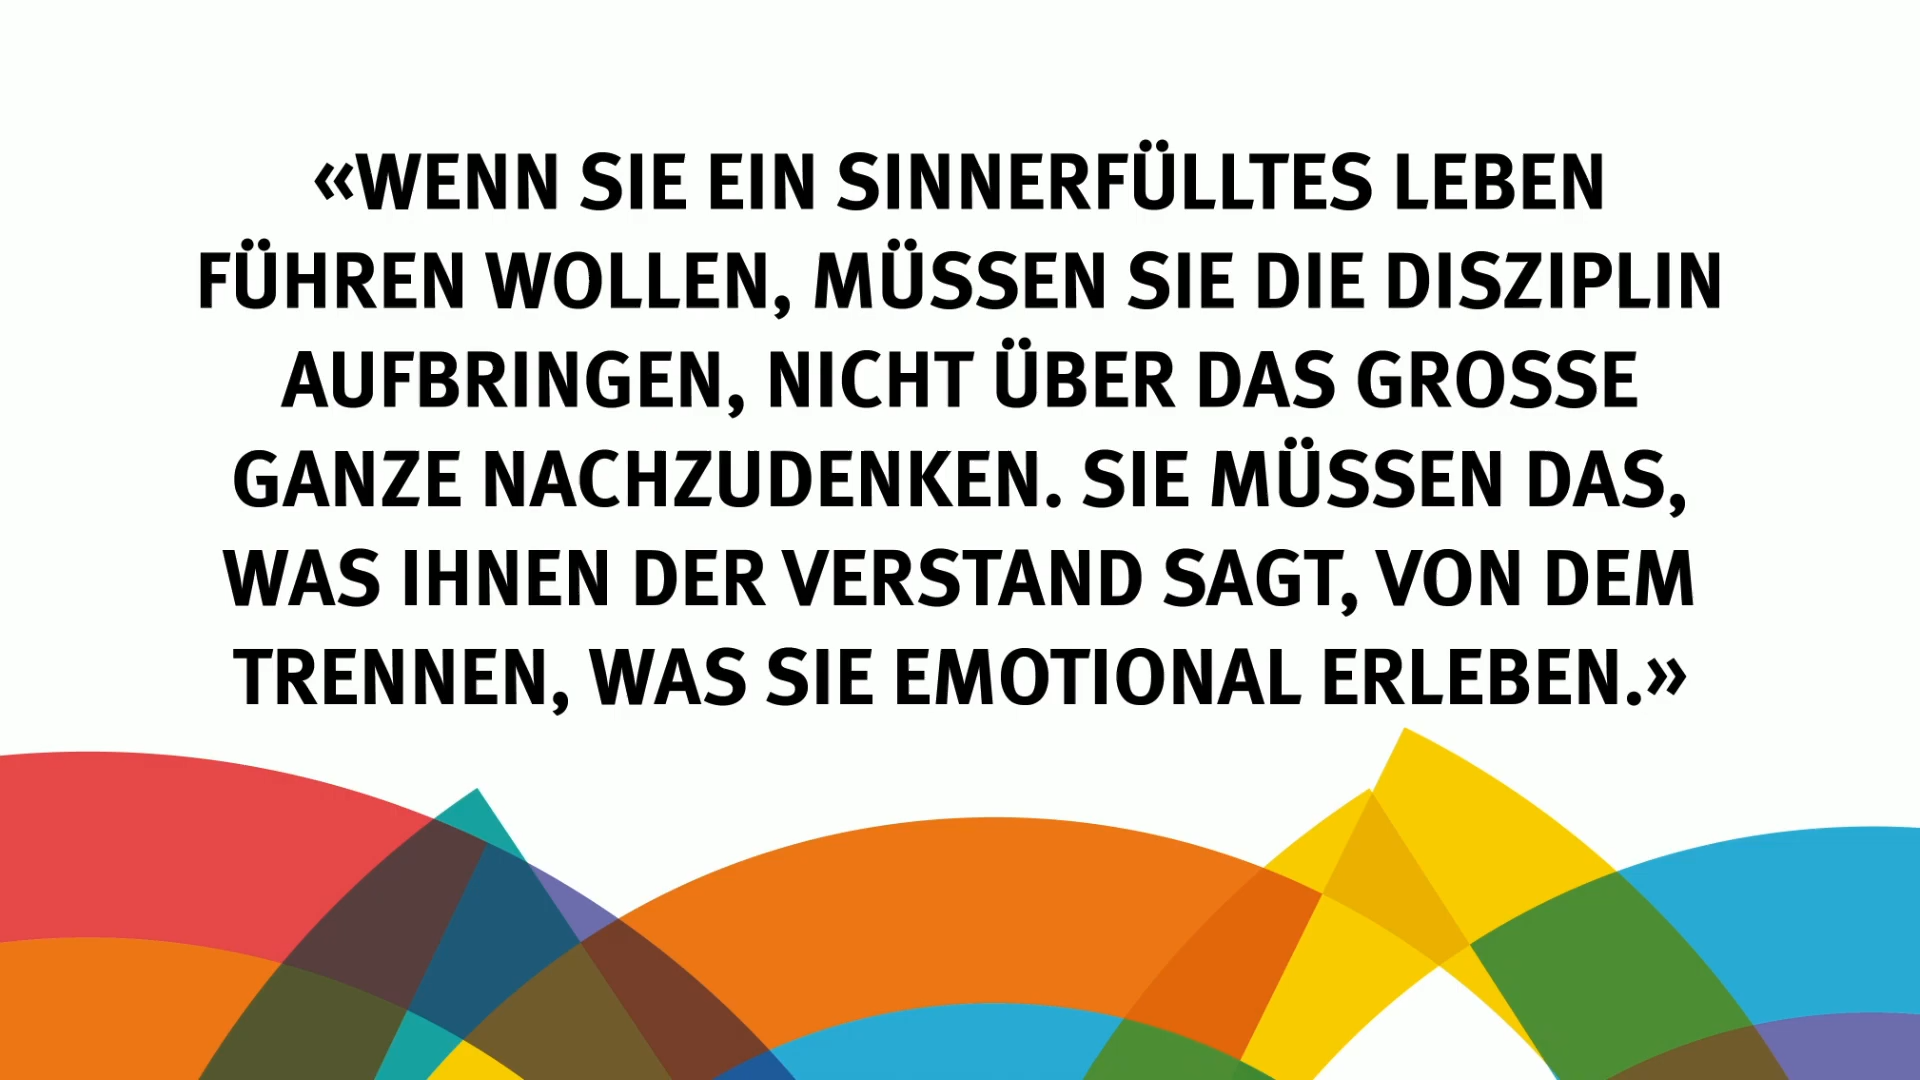 «WENN SIE EIN SINNERFÜLLTES LEBEN
FÜHREN WOLLEN, MÜSSEN SIE DIE DISZIPLIN
AUFBRINGEN, NICHT ÜBER DAS GROSSE
GANZE NACHZUDENKEN. SIE MÜSSEN DAS,
WAS IHNEN DER VERSTAND SAGT, VON DEM
TRENNEN, WAS SIE EMOTIONAL ERLEBEN.»